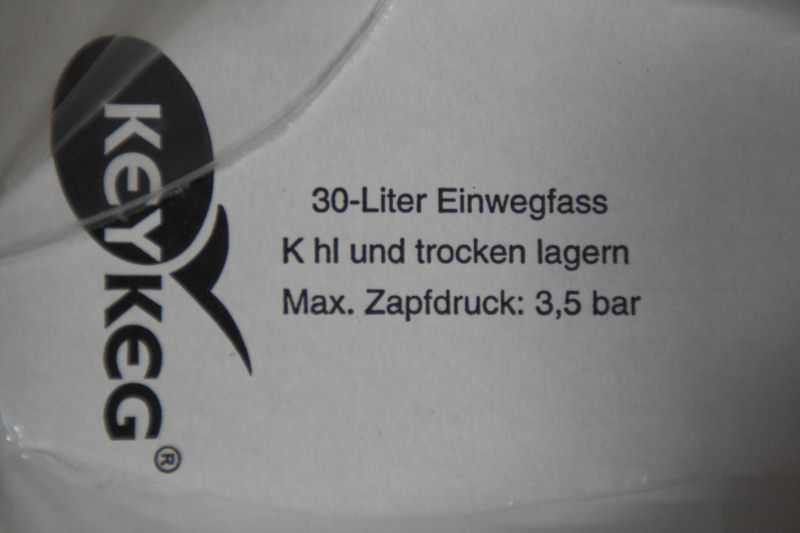 KEYKEG®
30-Liter Einwegfass
K hl und trocken lagern
Max. Zapfdruck: 3,5 bar